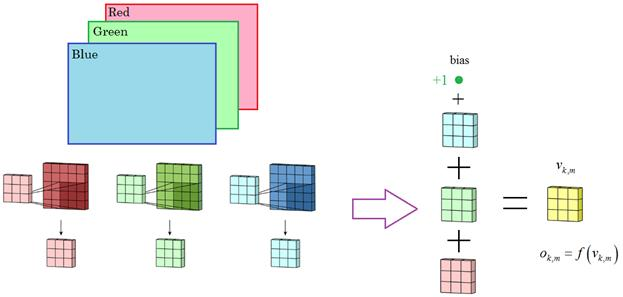 Red
Green
Blue
bias
+1
+
+
+
=
v_{k,m}
o_{k,m} = f(v_{k,m})